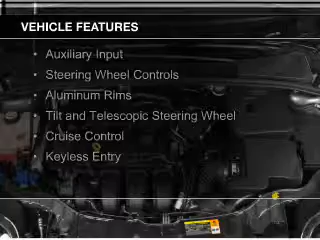 VEHICLE FEATURES
• Auxiliary Input
• Steering Wheel Controls
• Aluminum Rims
• Tilt and Telescopic Steering Wheel
• Cruise Control
• Keyless Entry